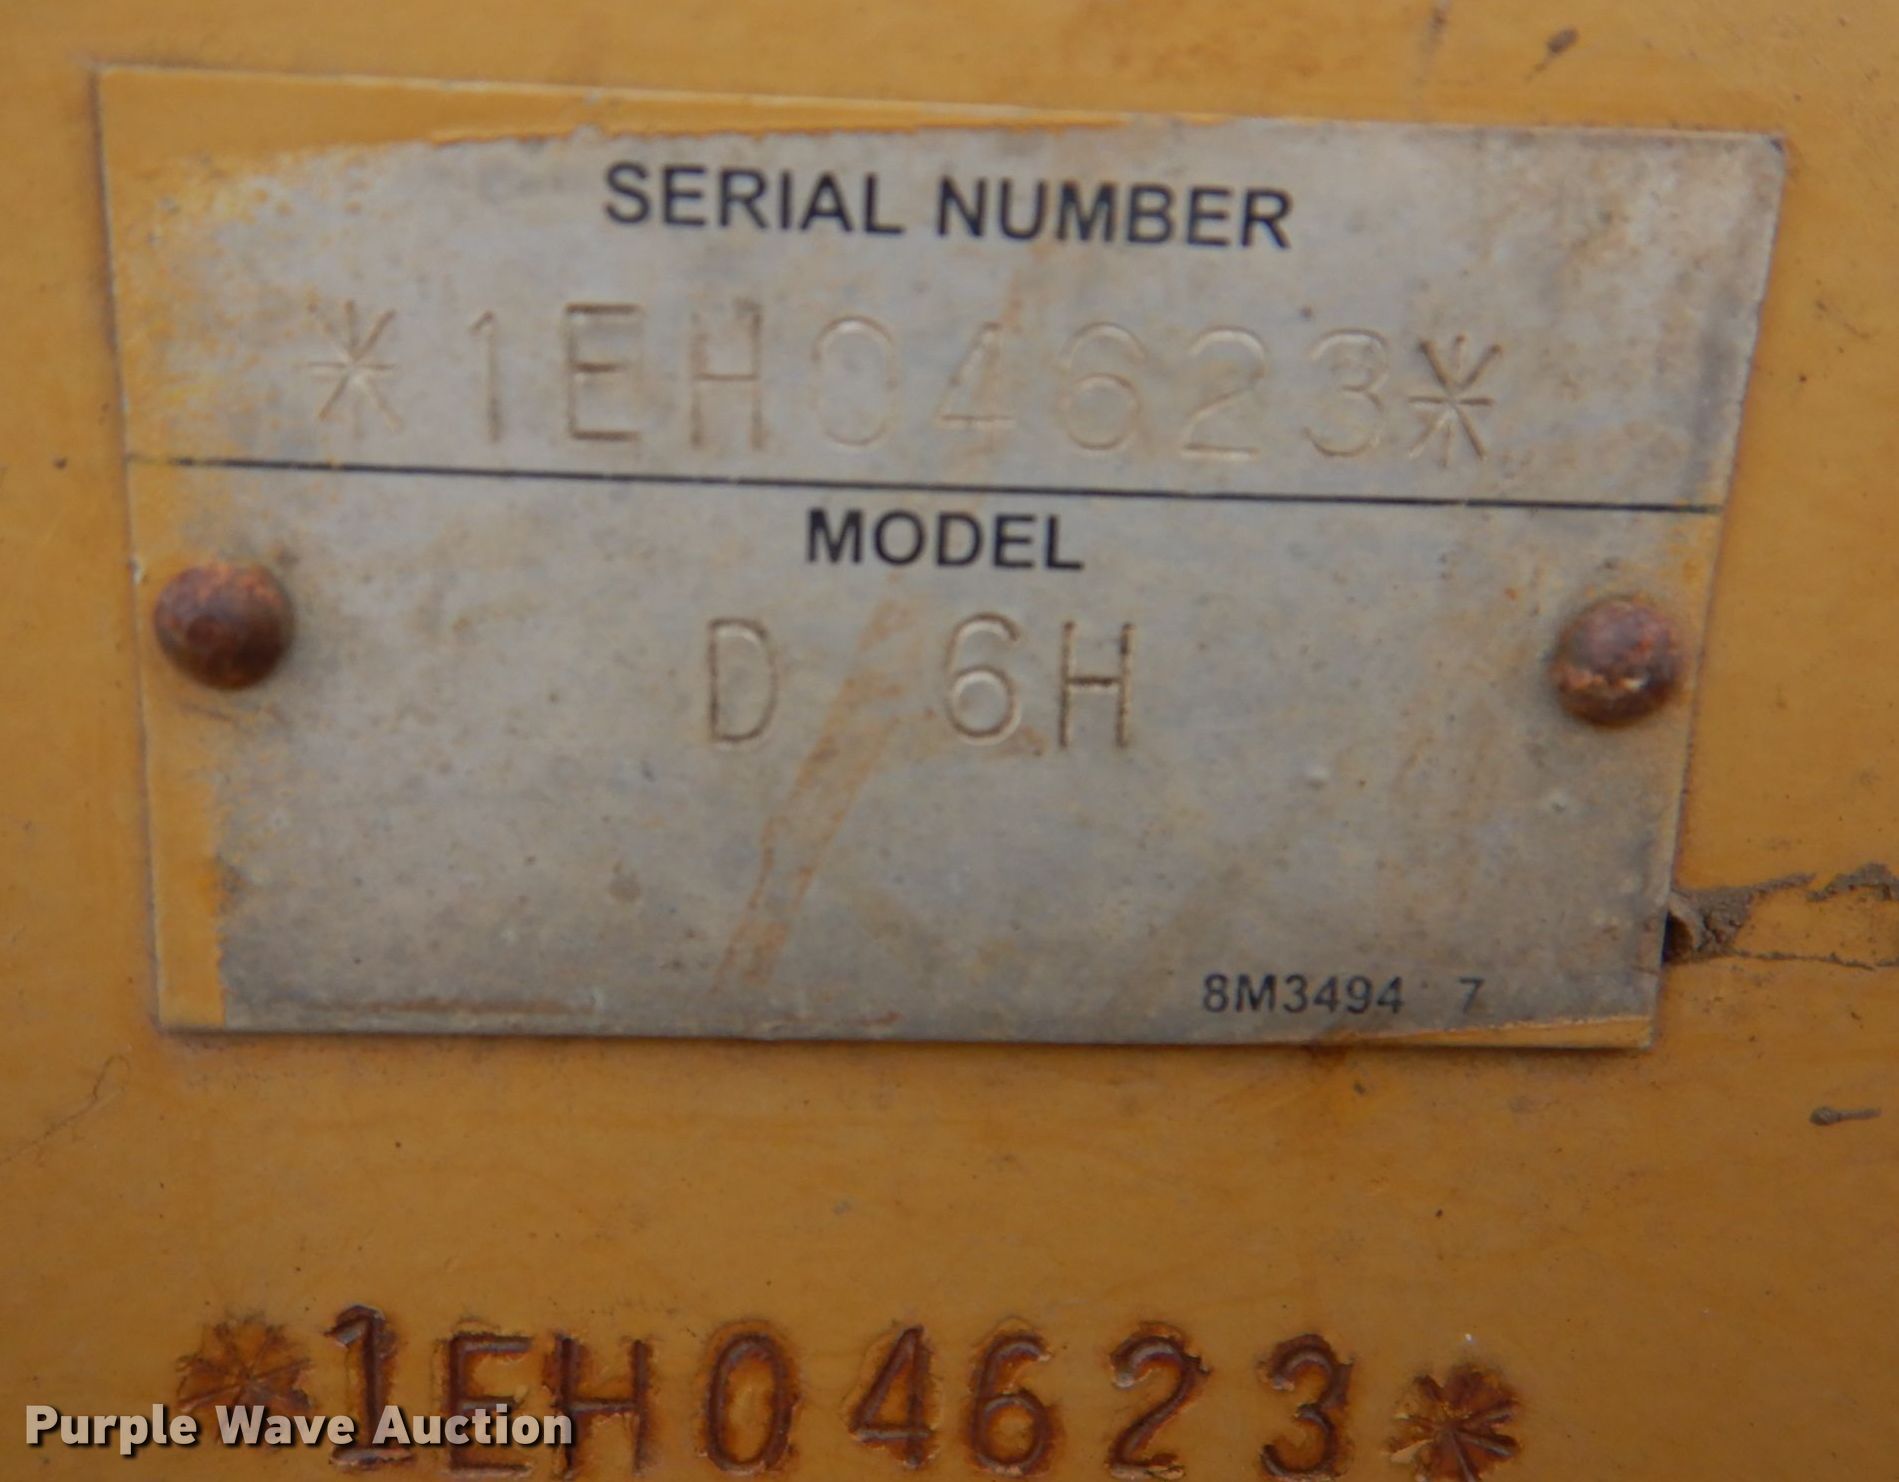 SERIAL NUMBER
*1EH04623*
MODEL
D 6H
8M3494 7
*1EH04623*
Purple Wave Auction